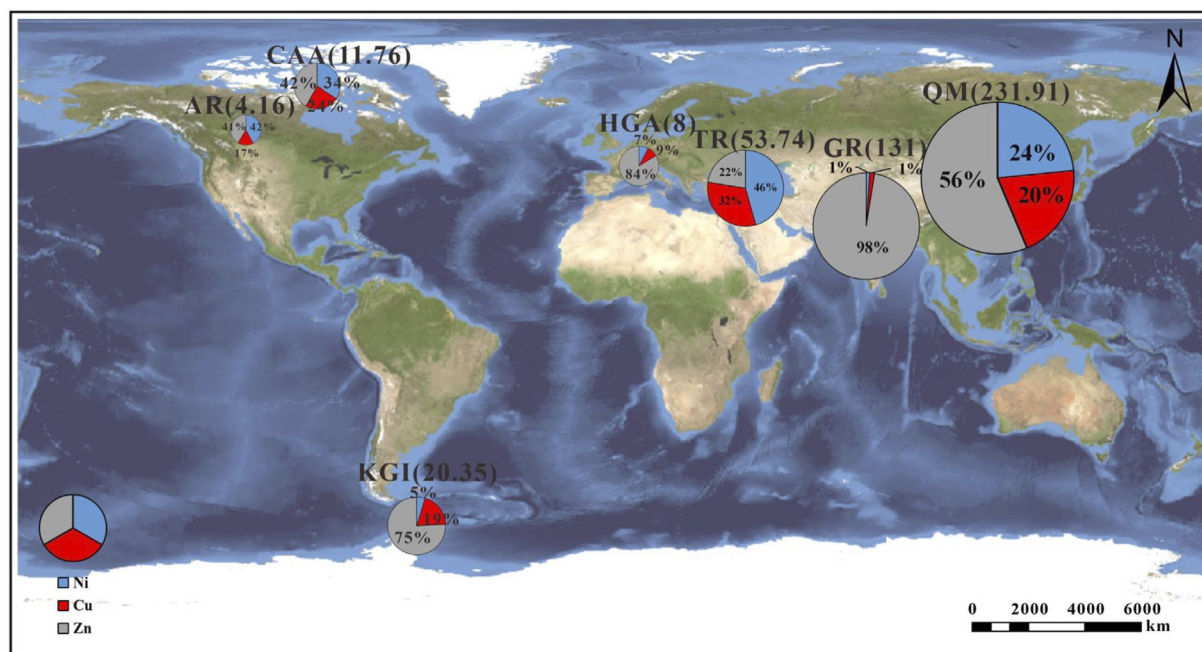 N
CAA(11.76)
42% 34%
24%
AR(4.16)
41% 42%
17%
HGA(8)
7%
9%
84%
TR(53.74)
22%
46%
32%
GR(131)
1% 1%
98%
QM(231.91)
24%
56%
20%
KGI(20.35)
5%
19%
75%
Ni
Cu
Zn
0 2000 4000 6000
km